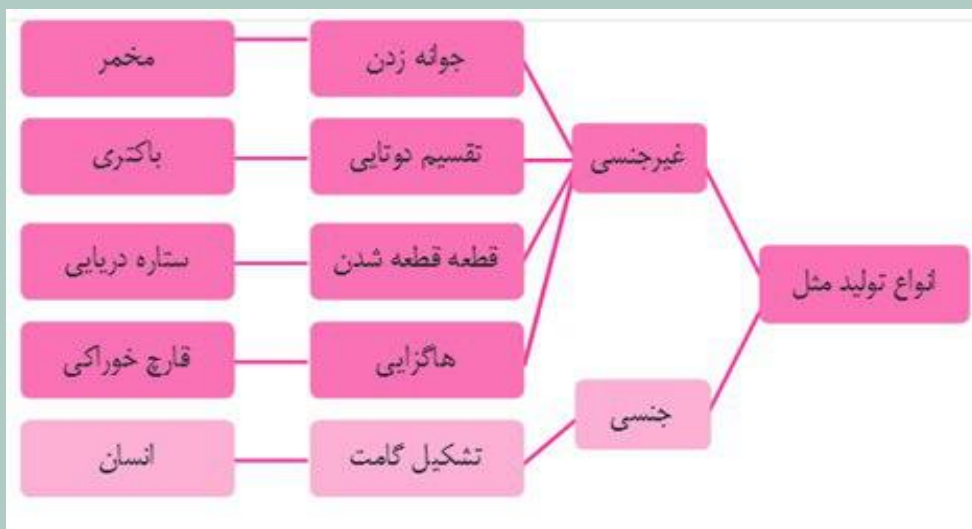 انواع تولید مثل
غیرجنسی
جوانه زدن
مخمر
تقسیم دوتایی
باکتری
قطعه قطعه شدن
ستاره دریایی
هاگزایی
قارچ خوراکی
جنسی
تشکیل گامت
انسان